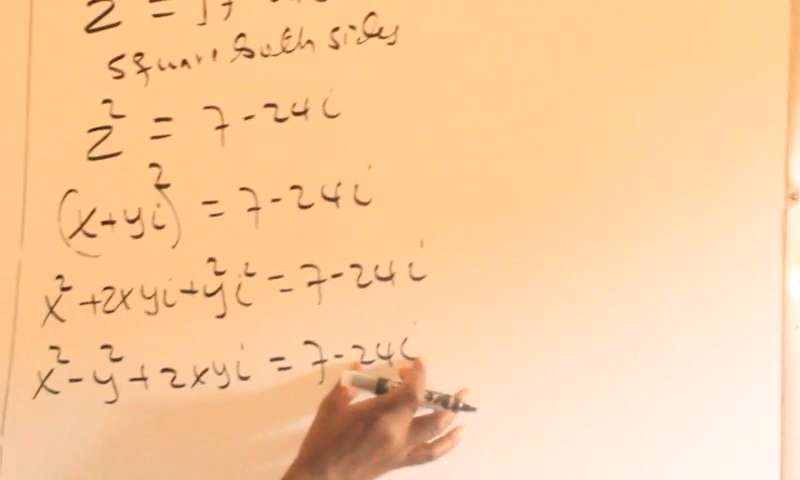 z =
square both sides
z² = 7-24i
(x+yi)² = 7-24i
x²+2xyi+y²i² = 7-24i
x²-y²+2xyi = 7-24i